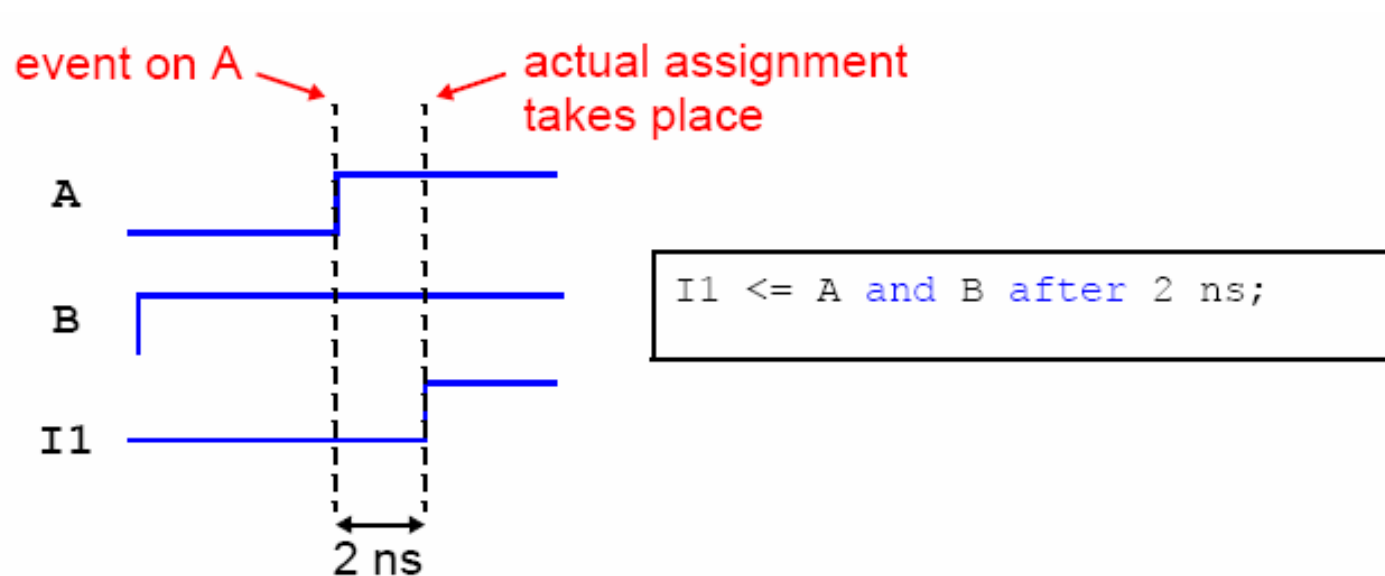 event on A
actual assignment
takes place
A
I1 <= A and B after 2 ns;
B
I1
2 ns